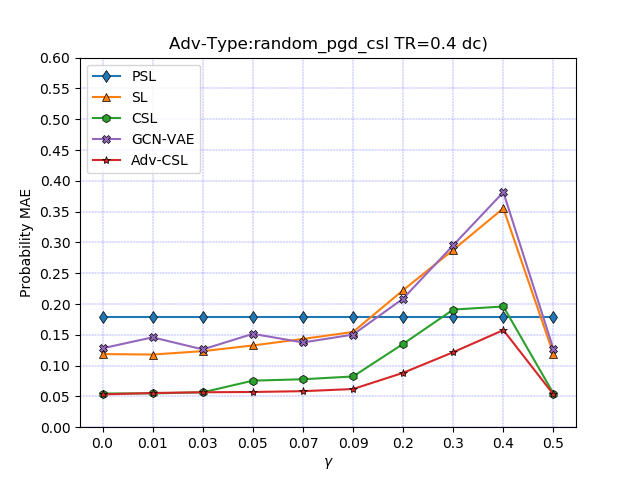 Adv-Type:random_pgd_csl TR=0.4 dc)
PSL
SL
CSL
GCN-VAE
Adv-CSL
Probability MAE
0.60
0.55
0.50
0.45
0.40
0.35
0.30
0.25
0.20
0.15
0.10
0.05
0.00
0.0 0.01 0.03 0.05 0.07 0.09 0.2 0.3 0.4 0.5
γ